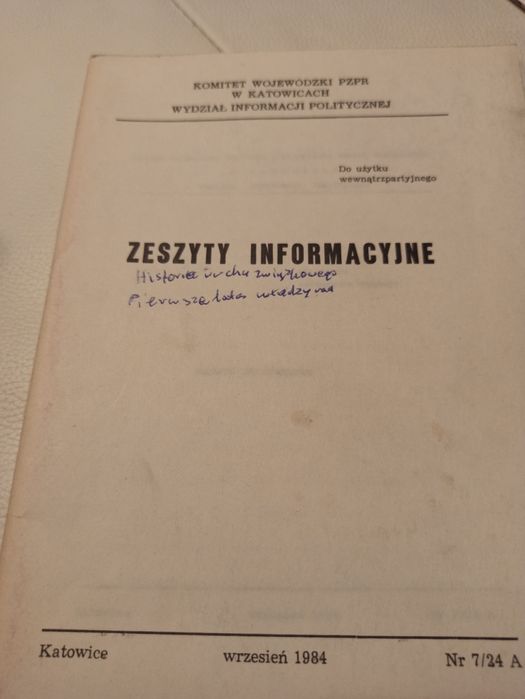 KOMITET WOJEWÓDZKI PZPR
W KATOWICACH
WYDZIAŁ INFORMACJI POLITYCZNEJ
Do użytku
wewnątrzpartyjnego
ZESZYTY INFORMACYJNE
Historia ruchu związkowego
Pierwsze lata władzy rad
Katowice
wrzesień 1984
Nr 7/24 A